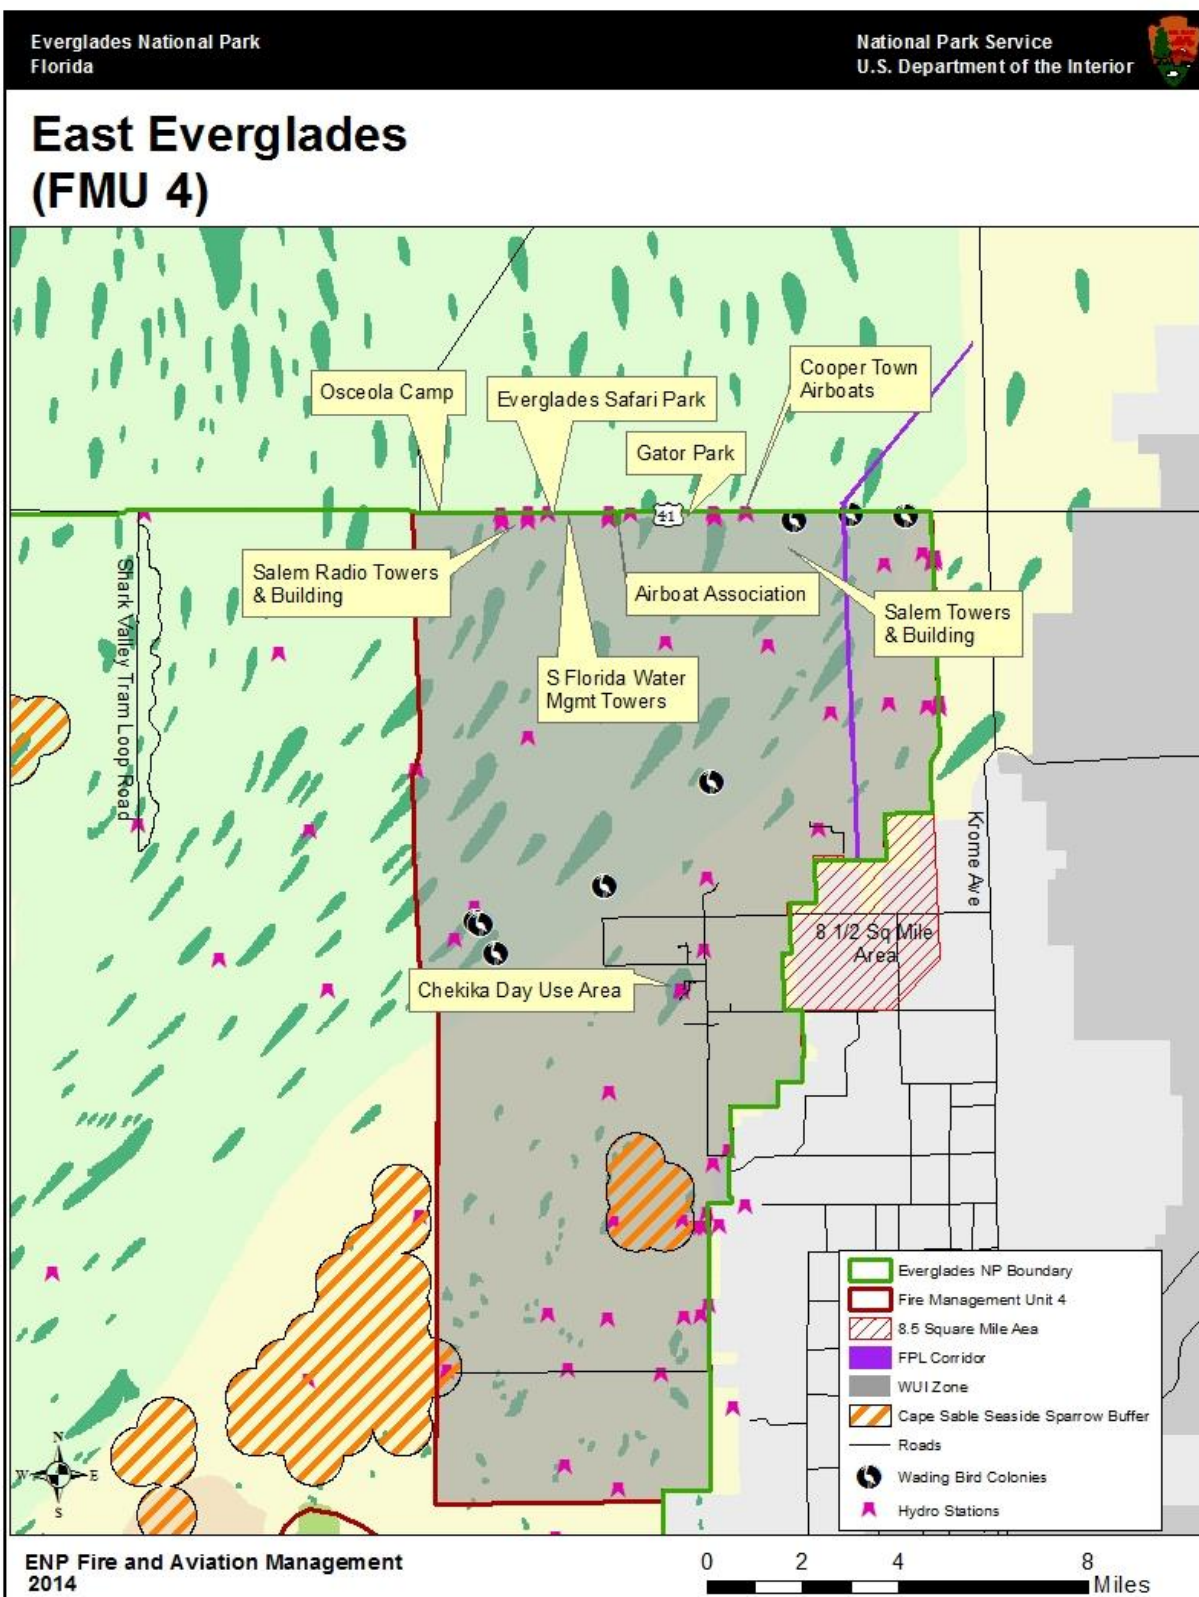 Everglades National Park
Florida
National Park Service
U.S. Department of the Interior
East Everglades
(FMU 4)
Cooper Town
Airboats
Osceola Camp
Everglades Safari Park
Gator Park
41
Salem Radio Towers
& Building
Airboat Association
Salem Towers
& Building
S Florida Water
Mgmt Towers
Shark Valley Tram Loop Road
Krome Ave
8 1/2 Sq Mile
Area
Chekika Day Use Area
Everglades NP Boundary
Fire Management Unit 4
8.5 Square Mile Aea
FPL Corridor
WUI Zone
Cape Sable Seaside Sparrow Buffer
Roads
Wading Bird Colonies
Hydro Stations
N
W E
S
ENP Fire and Aviation Management
2014
0 2 4 8
Miles